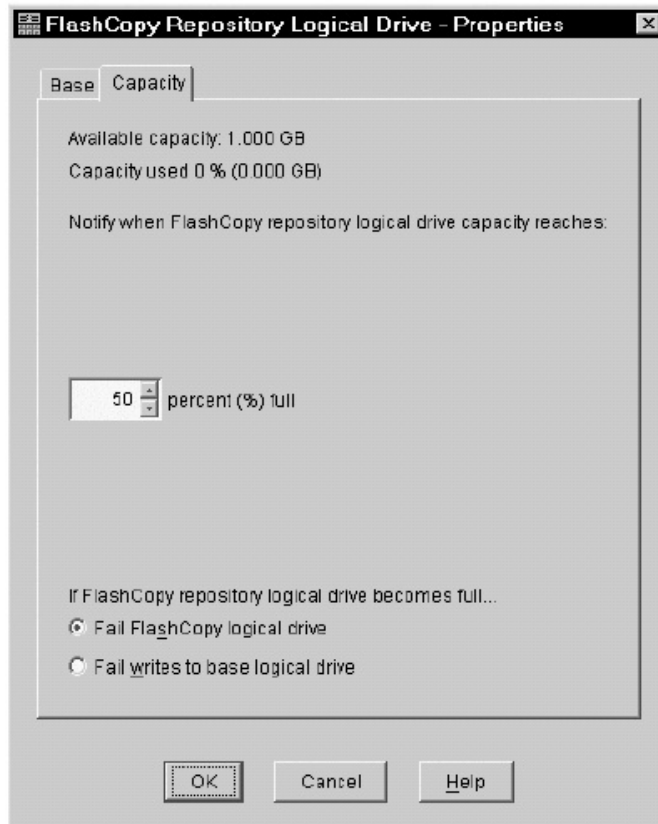 FlashCopy Repository Logical Drive - Properties
Base Capacity
Available capacity: 1.000 GB
Capacity used 0 % (0.000 GB)
Notify when FlashCopy repository logical drive capacity reaches:
50 percent (%) full
If FlashCopy repository logical drive becomes full...
Fail FlashCopy logical drive
Fail writes to base logical drive
OK Cancel Help